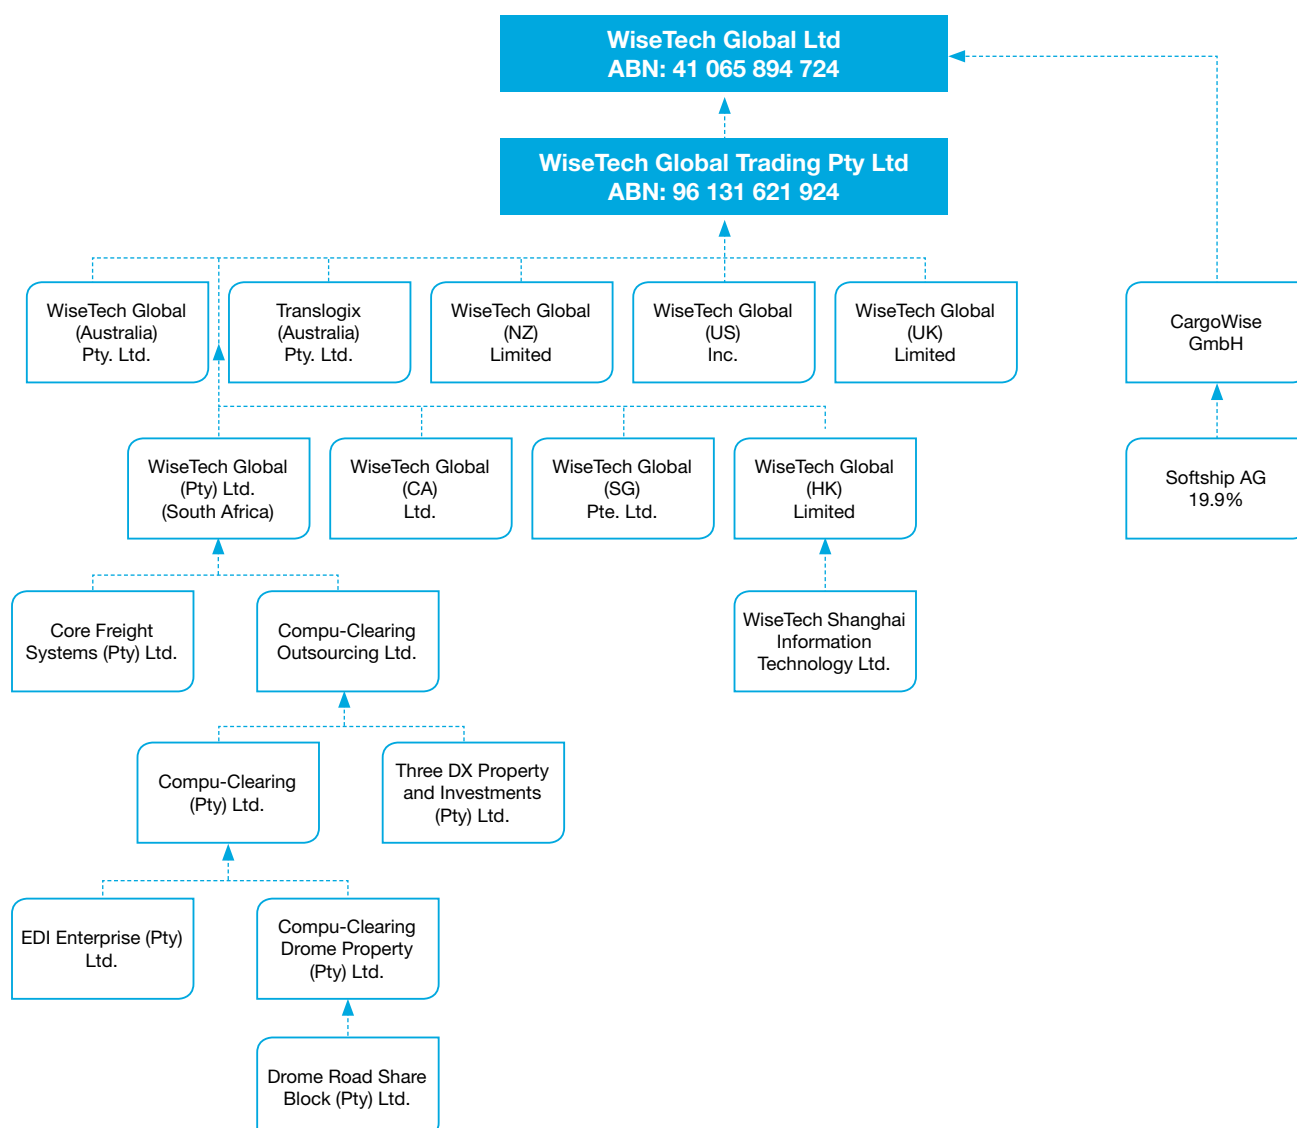 WiseTech Global Ltd
ABN: 41 065 894 724
WiseTech Global Trading Pty Ltd
ABN: 96 131 621 924
WiseTech Global
(Australia)
Pty. Ltd.
Translogix
(Australia)
Pty. Ltd.
WiseTech Global
(NZ)
Limited
WiseTech Global
(US)
Inc.
WiseTech Global
(UK)
Limited
CargoWise
GmbH
WiseTech Global
(Pty) Ltd.
(South Africa)
WiseTech Global
(CA)
Ltd.
WiseTech Global
(SG)
Pte. Ltd.
WiseTech Global
(HK)
Limited
Softship AG
19.9%
Core Freight
Systems (Pty) Ltd.
Compu-Clearing
Outsourcing Ltd.
WiseTech Shanghai
Information
Technology Ltd.
Compu-Clearing
(Pty) Ltd.
Three DX Property
and Investments
(Pty) Ltd.
EDI Enterprise (Pty)
Ltd.
Compu-Clearing
Drome Property
(Pty) Ltd.
Drome Road Share
Block (Pty) Ltd.